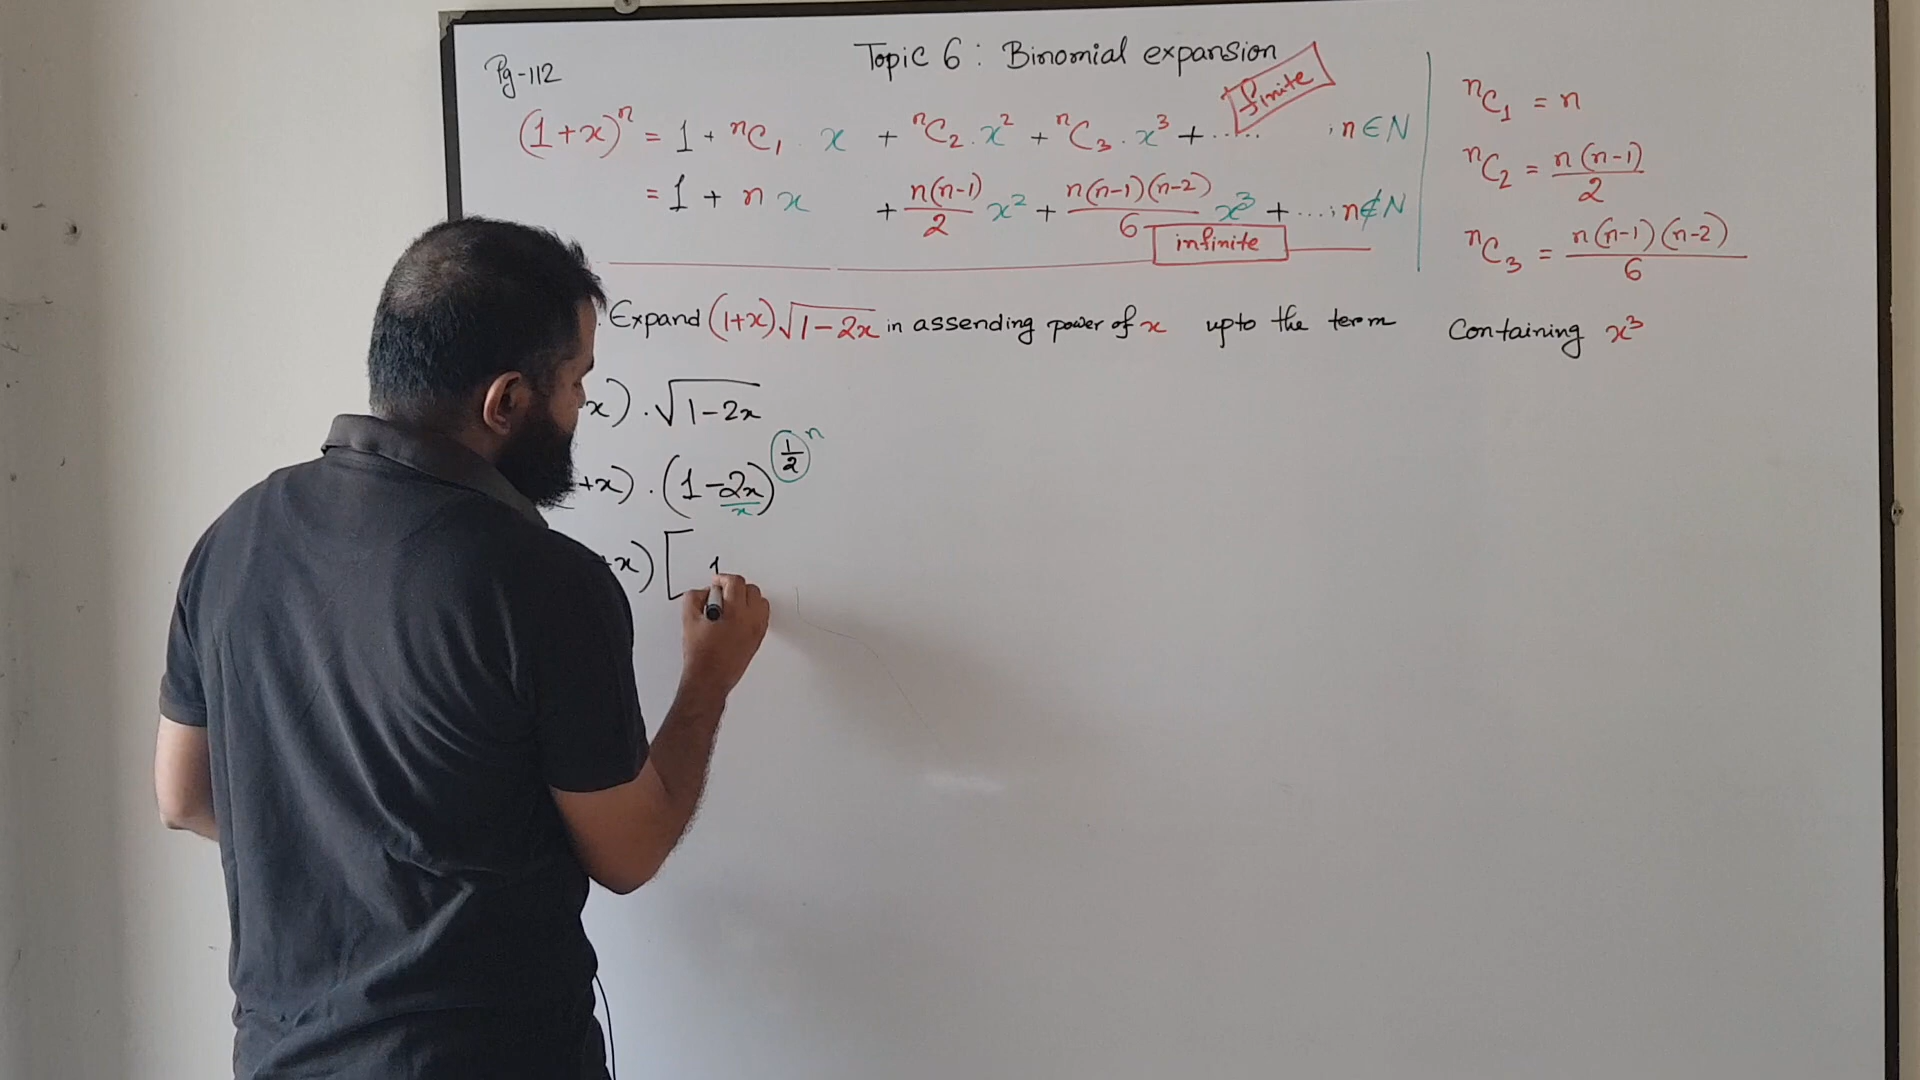 Pg-112
Topic 6 : Binomial expansion
finite
(1+x)ⁿ = 1 + ⁿC₁ . x + ⁿC₂ . x² + ⁿC₃ . x³ + ...... ; n∈N
= 1 + n x + n(n-1)/2 x² + n(n-1)(n-2)/6 x³ + ...; n∉N
infinite
ⁿC₁ = n
ⁿC₂ = n(n-1)/2
ⁿC₃ = n(n-1)(n-2)/6
. Expand (1+x)√(1-2x) in assending power of x upto the term Containing x³
x) . √(1-2x)
+x) . (1-2x)^(1/2) n
x
+x) [ 1